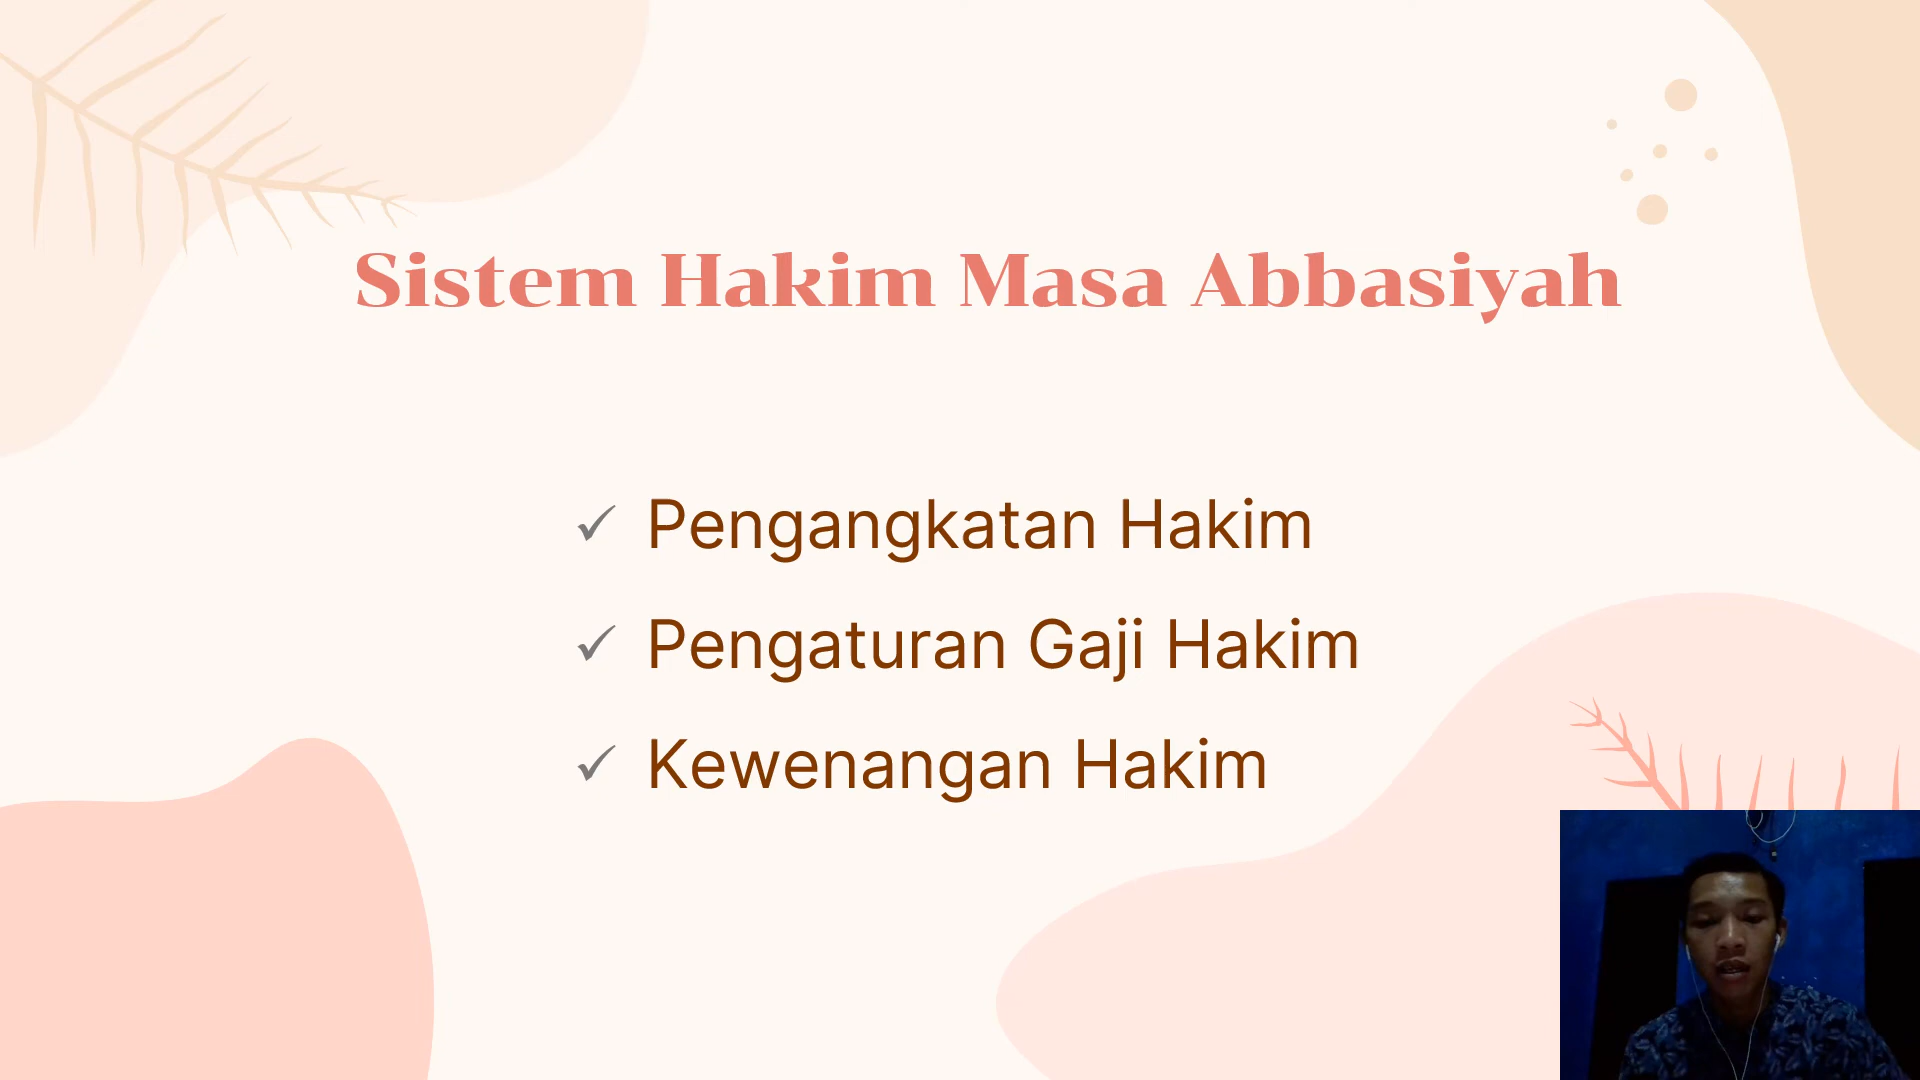 Sistem Hakim Masa Abbasiyah
✓ Pengangkatan Hakim
✓ Pengaturan Gaji Hakim
✓ Kewenangan Hakim